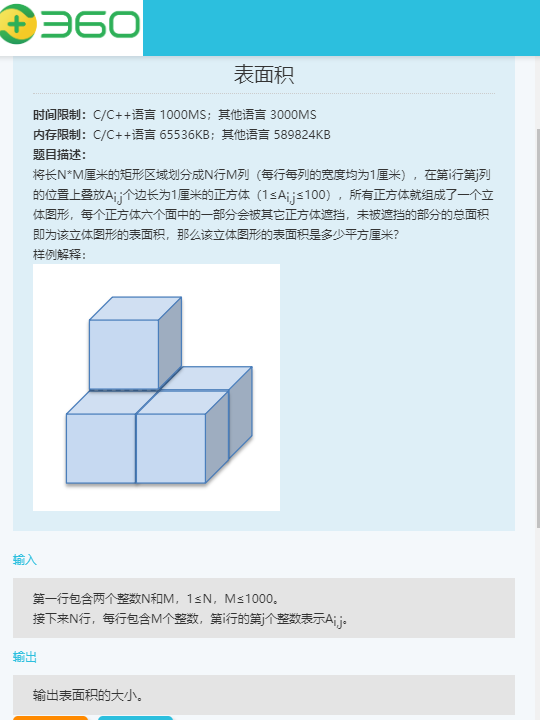 360
表面积
时间限制：C/C++语言 1000MS；其他语言 3000MS
内存限制：C/C++语言 65536KB；其他语言 589824KB
题目描述：
将长N*M厘米的矩形区域划分成N行M列（每行每列的宽度均为1厘米），在第i行第j列
的位置上叠放Ai,j个边长为1厘米的正方体（1≤Ai,j≤100），所有正方体就组成了一个立
体图形，每个正方体六个面中的一部分会被其它正方体遮挡，未被遮挡的部分的总面积
即为该立体图形的表面积，那么该立体图形的表面积是多少平方厘米？
样例解释：
输入
第一行包含两个整数N和M，1≤N，M≤1000。
接下来N行，每行包含M个整数，第i行的第j个整数表示Ai,j。
输出
输出表面积的大小。